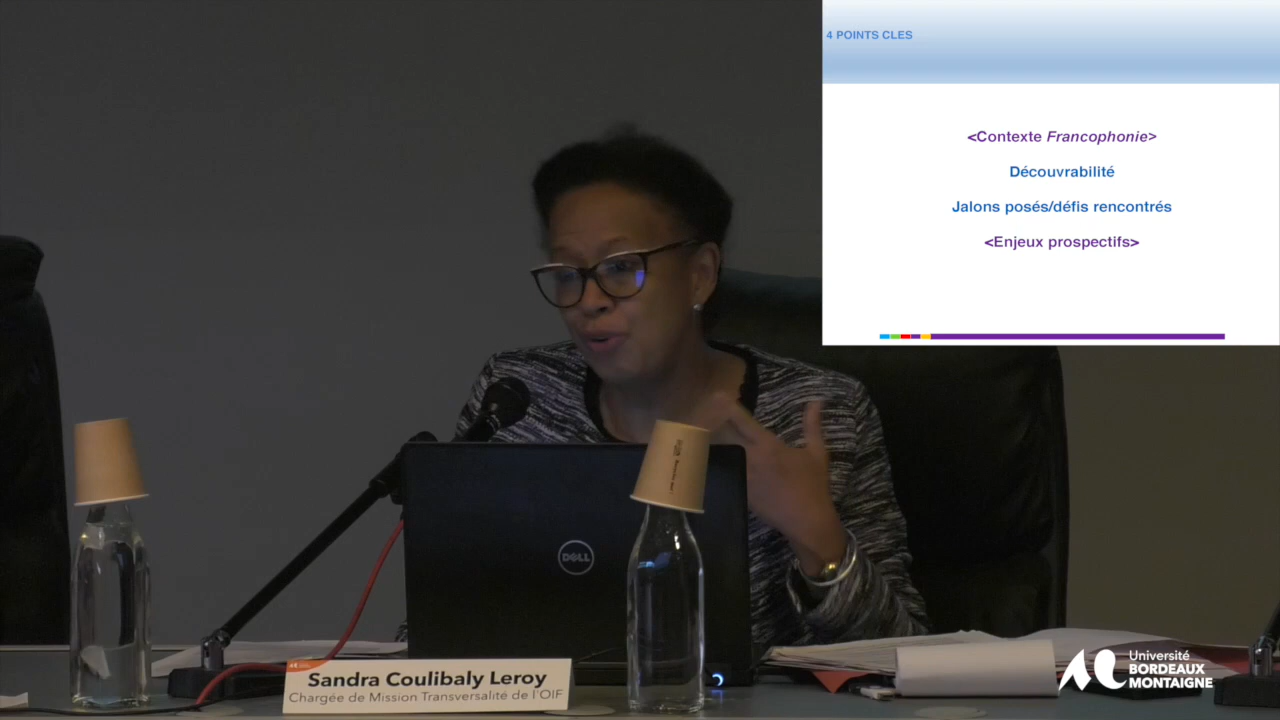 4 POINTS CLES
<Contexte Francophonie>
Découvrabilité
Jalons posés/défis rencontrés
<Enjeux prospectifs>
DELL
Sandra Coulibaly Leroy
Chargée de Mission Transversalité de l'OIF
Université
BORDEAUX
MONTAIGNE